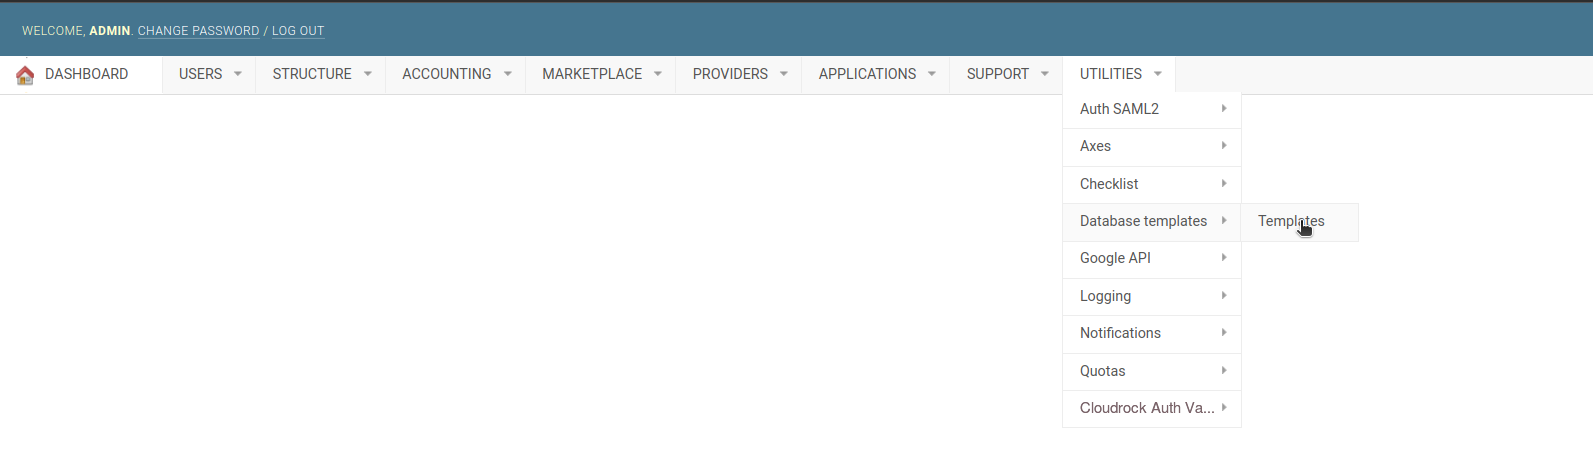 WELCOME, ADMIN. CHANGE PASSWORD / LOG OUT
DASHBOARD USERS STRUCTURE ACCOUNTING MARKETPLACE PROVIDERS APPLICATIONS SUPPORT UTILITIES
Auth SAML2
Axes
Checklist
Database templates Templates
Google API
Logging
Notifications
Quotas
Cloudrock Auth Va...